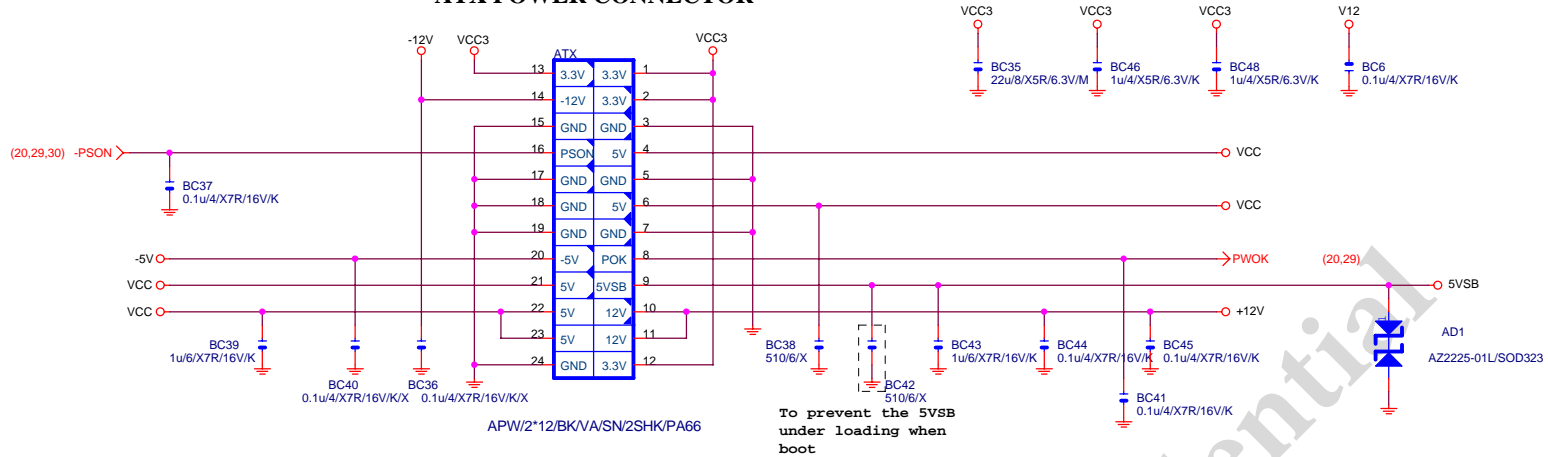 ATX POWER CONNECTOR
VCC3 VCC3 VCC3 V12
BC35 22u/8/X5R/6.3V/M
BC46 1u/4/X5R/6.3V/K
BC48 1u/4/X5R/6.3V/K
BC6 0.1u/4/X7R/16V/K
-12V VCC3 VCC3
ATX
13 3.3V 3.3V 1
14 -12V 3.3V 2
15 GND GND 3
(20,29,30) -PSON 16 PSON 5V 4 VCC
BC37 0.1u/4/X7R/16V/K
17 GND GND 5
18 GND 5V 6 VCC
19 GND GND 7
-5V 20 -5V POK 8 PWOK (20,29)
VCC 21 5V 5VSB 9 5VSB
VCC 22 5V 12V 10 +12V
23 5V 12V 11
24 GND 3.3V 12
BC39 1u/6/X7R/16V/K
BC40 0.1u/4/X7R/16V/K/X
BC36 0.1u/4/X7R/16V/K/X
BC38 510/6/X
BC42 510/6/X
BC43 1u/6/X7R/16V/K
BC44 0.1u/4/X7R/16V/K
BC45 0.1u/4/X7R/16V/K
1
AD1
AZ2225-01L/SOD323
BC41 0.1u/4/X7R/16V/K
APW/2*12/BK/VA/SN/2SHK/PA66
To prevent the 5VSB
under loading when
boot
ential